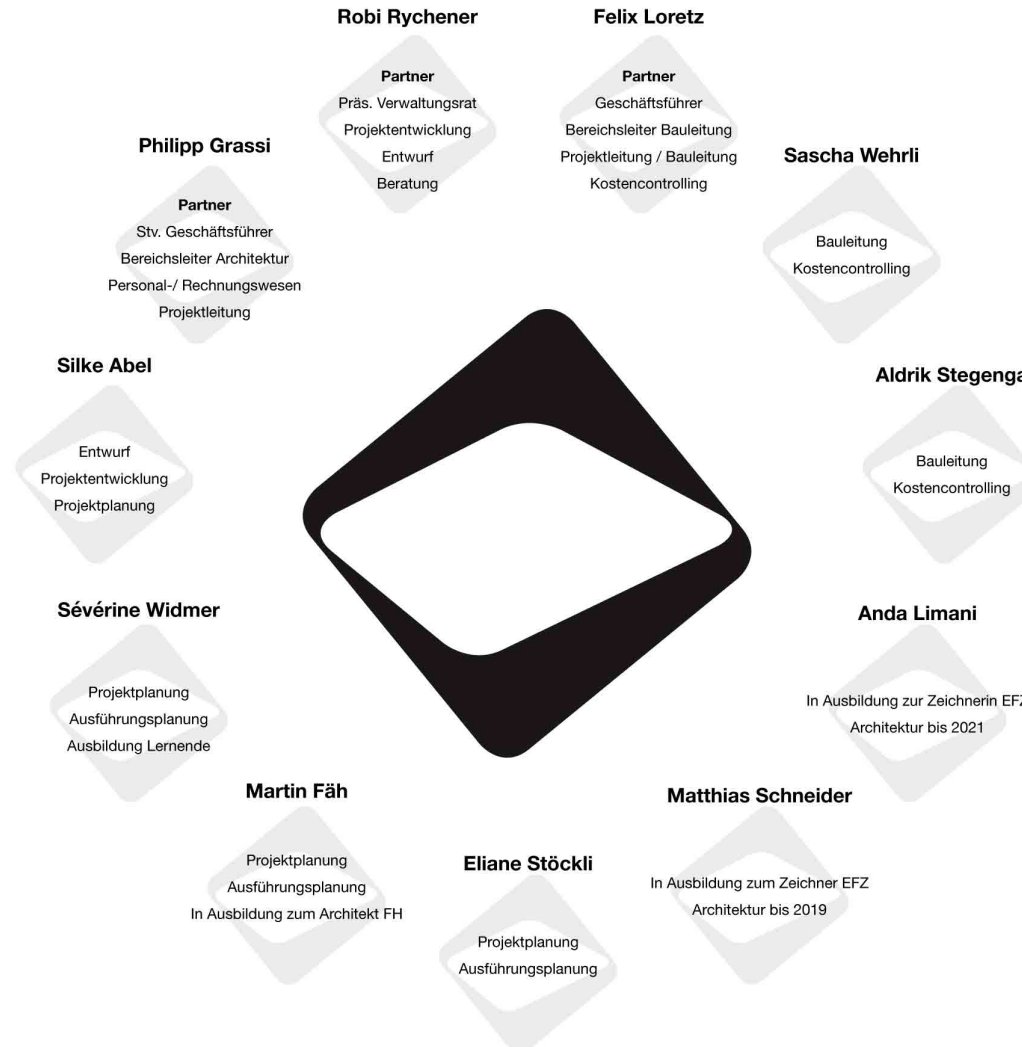 Robi Rychener
Partner
Präs. Verwaltungsrat
Projektentwicklung
Entwurf
Beratung
Felix Loretz
Partner
Geschäftsführer
Bereichsleiter Bauleitung
Projektleitung / Bauleitung
Kostencontrolling
Philipp Grassi
Partner
Stv. Geschäftsführer
Bereichsleiter Architektur
Personal-/ Rechnungswesen
Projektleitung
Sascha Wehrli
Bauleitung
Kostencontrolling
Silke Abel
Entwurf
Projektentwicklung
Projektplanung
Aldrik Stegenga
Bauleitung
Kostencontrolling
Sévérine Widmer
Projektplanung
Ausführungsplanung
Ausbildung Lernende
Anda Limani
In Ausbildung zur Zeichnerin EFZ
Architektur bis 2021
Martin Fäh
Projektplanung
Ausführungsplanung
In Ausbildung zum Architekt FH
Matthias Schneider
In Ausbildung zum Zeichner EFZ
Architektur bis 2019
Eliane Stöckli
Projektplanung
Ausführungsplanung